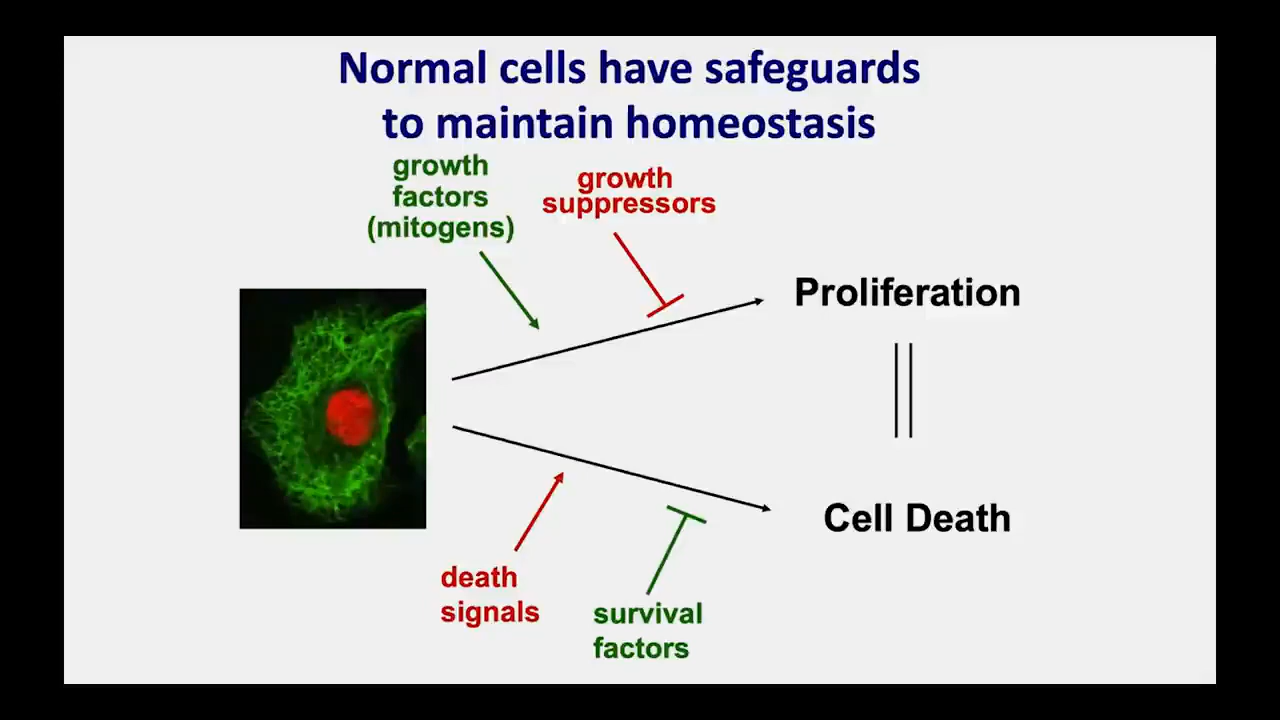 Normal cells have safeguards
to maintain homeostasis
growth
factors
(mitogens)
growth
suppressors
Proliferation
Cell Death
death
signals
survival
factors